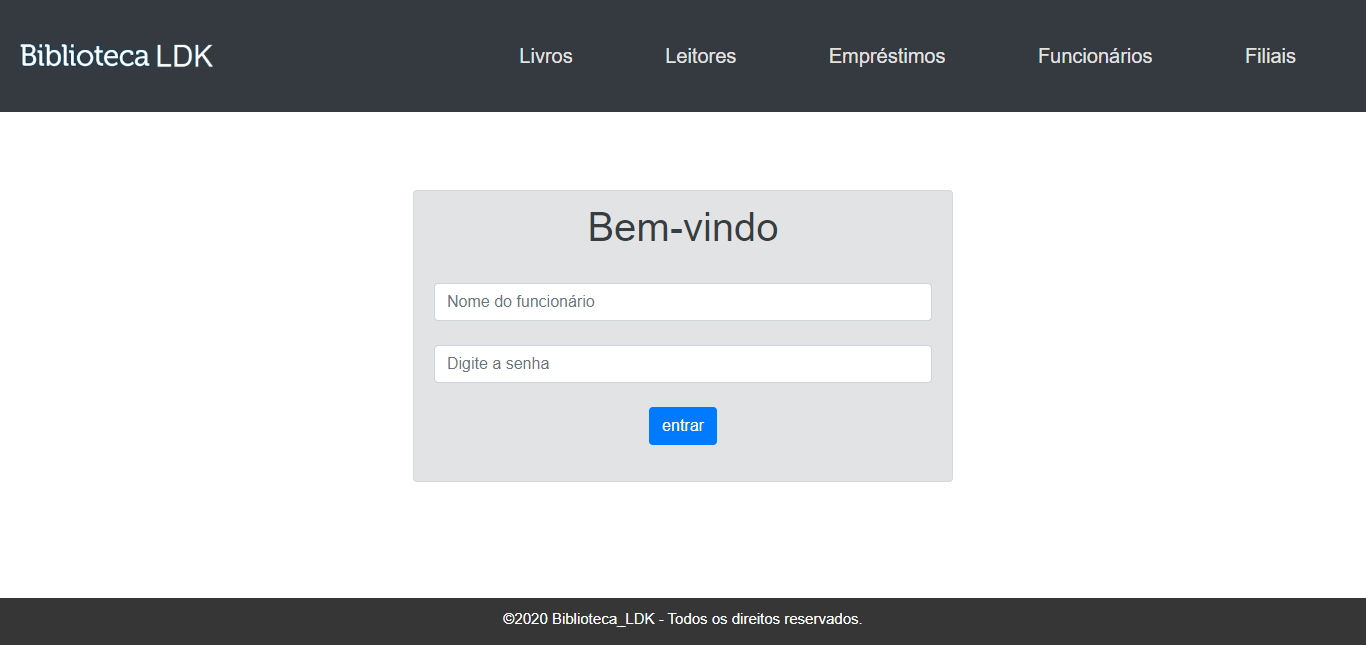 Biblioteca LDK
Livros
Leitores
Empréstimos
Funcionários
Filiais
Bem-vindo
Nome do funcionário
Digite a senha
entrar
©2020 Biblioteca_LDK - Todos os direitos reservados.